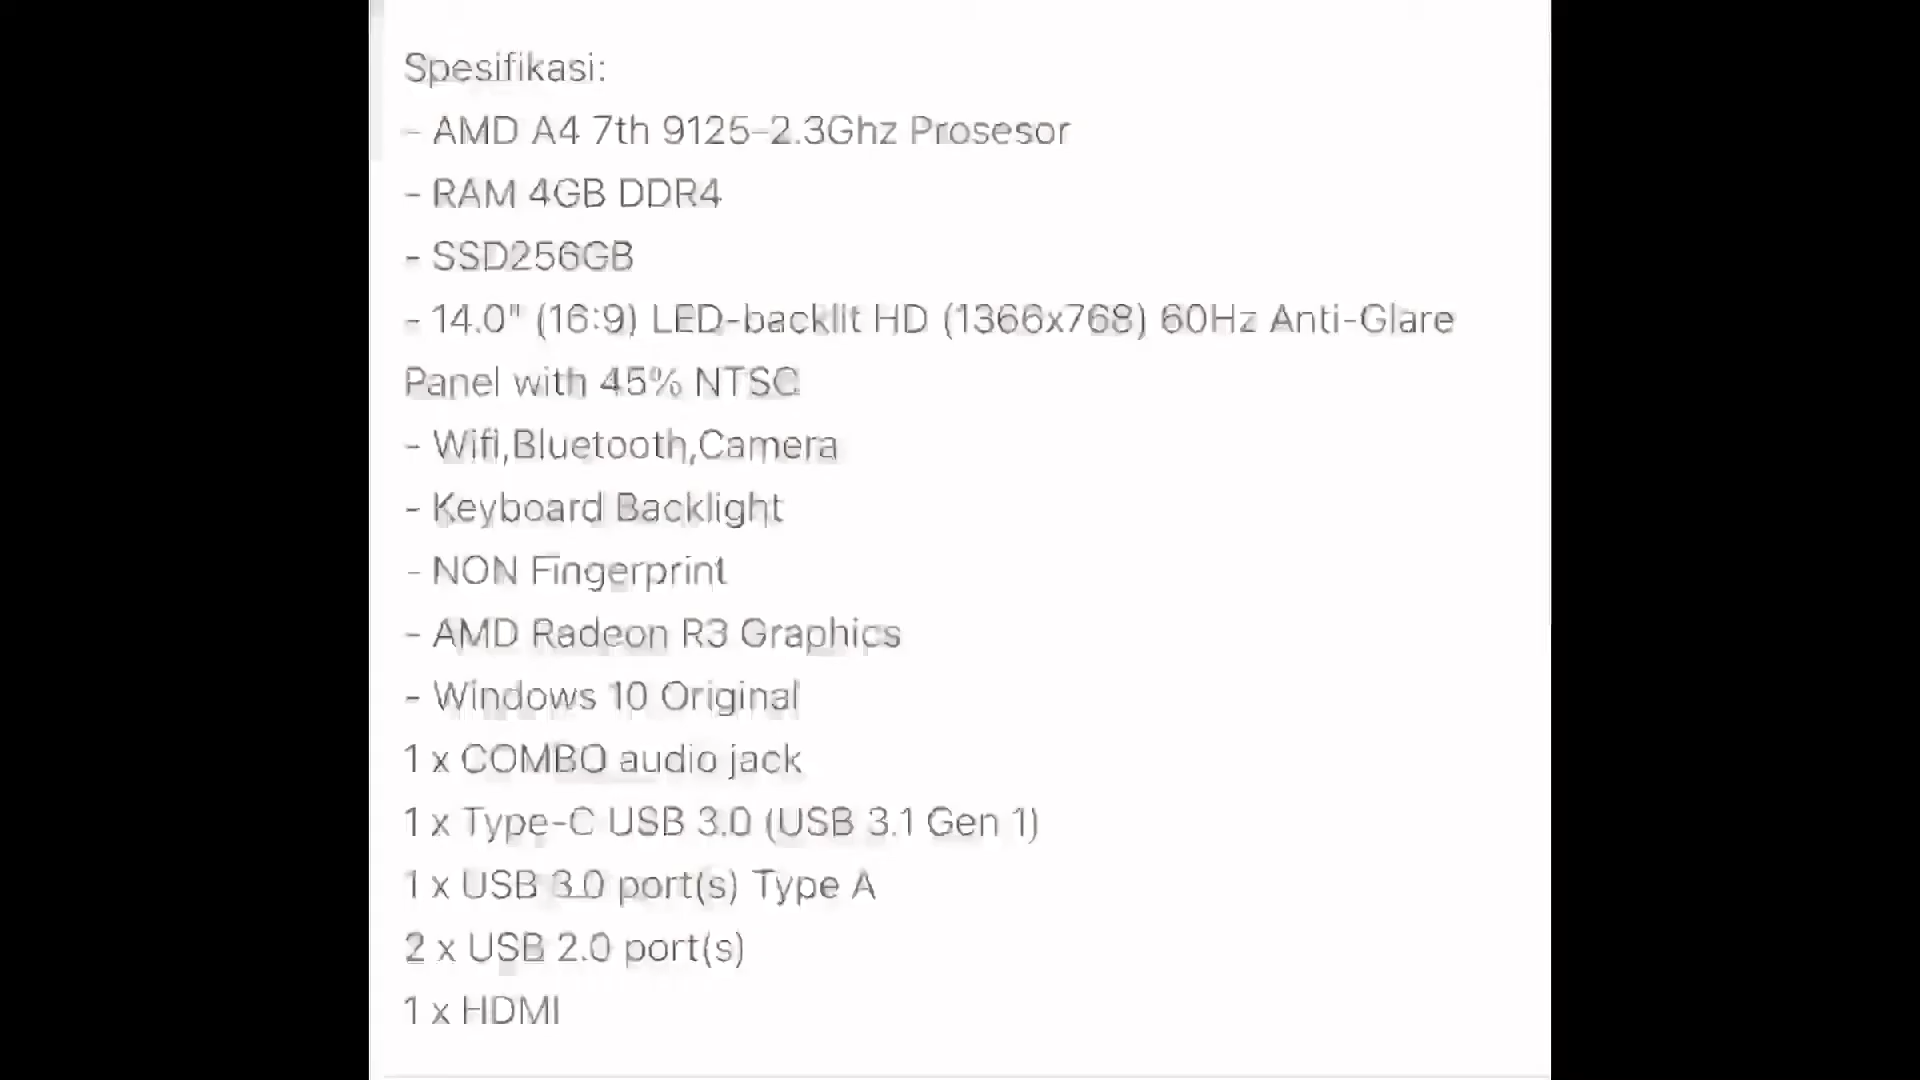 Spesifikasi:
- AMD A4 7th 9125-2.3Ghz Prosesor
- RAM 4GB DDR4
- SSD256GB
- 14.0" (16:9) LED-backlit HD (1366x768) 60Hz Anti-Glare
Panel with 45% NTSC
- Wifi,Bluetooth,Camera
- Keyboard Backlight
- NON Fingerprint
- AMD Radeon R3 Graphics
- Windows 10 Original
1 x COMBO audio jack
1 x Type-C USB 3.0 (USB 3.1 Gen 1)
1 x USB 3.0 port(s) Type A
2 x USB 2.0 port(s)
1 x HDMI